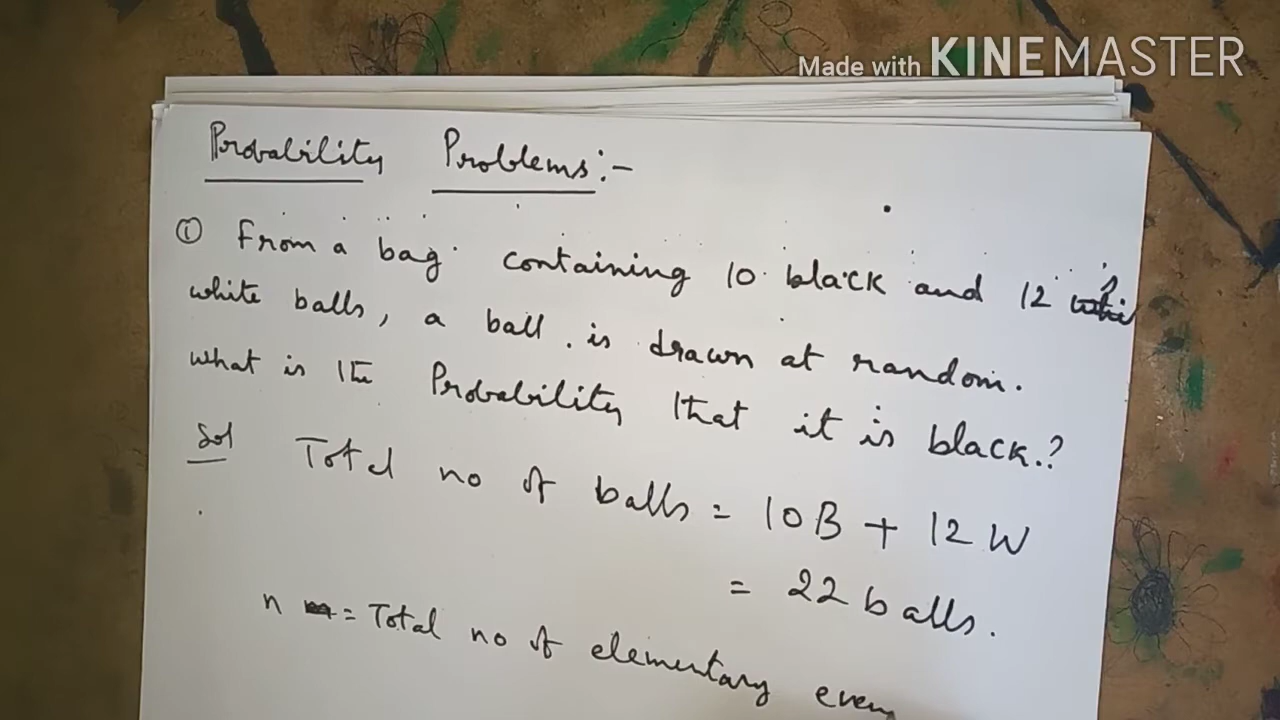 Made with KINEMASTER
Probability Problems:-
① From a bag containing 10 black and 12
white balls, a ball is drawn at random.
what is the Probability that it is black.?
Sol Total no of balls = 10B + 12W
= 22 balls.
n = Total no of elementary